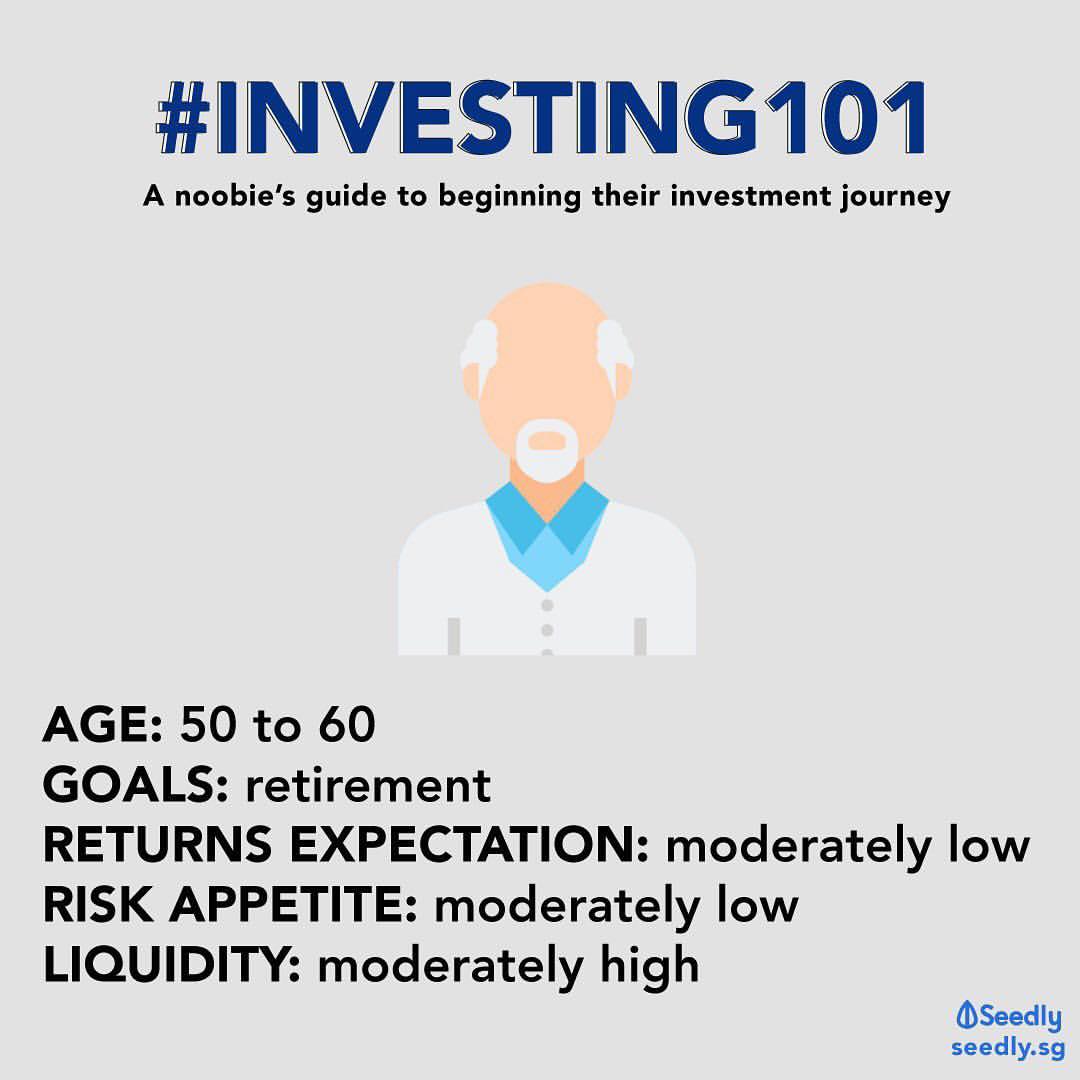 #INVESTING101
A noobie's guide to beginning their investment journey
AGE: 50 to 60
GOALS: retirement
RETURNS EXPECTATION: moderately low
RISK APPETITE: moderately low
LIQUIDITY: moderately high
Seedly
seedly.sg